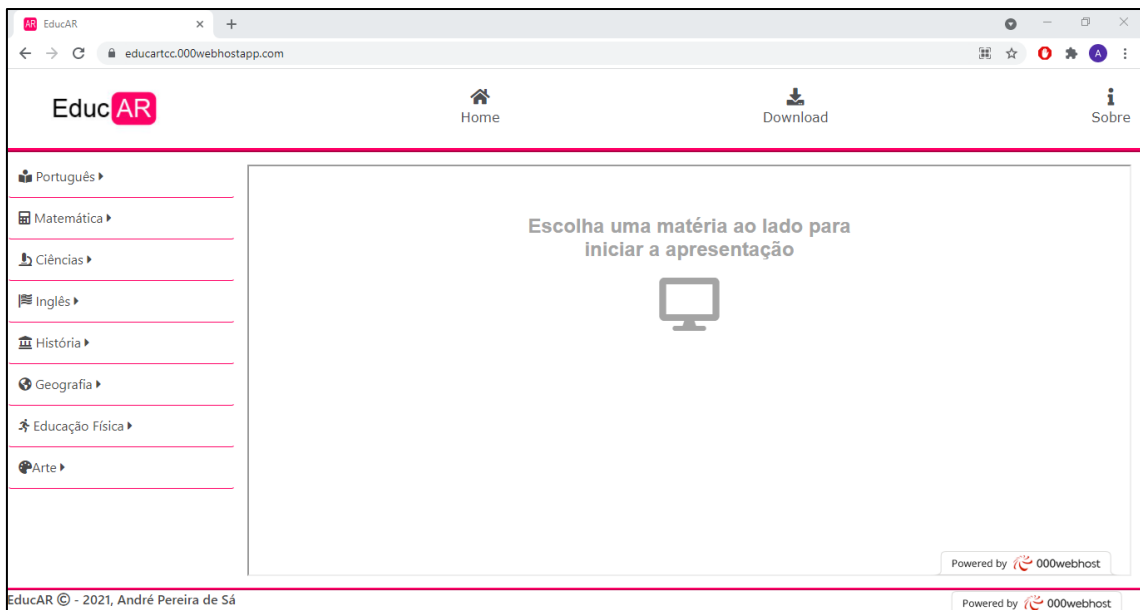 AR EducAR
educartcc.000webhostapp.com
A
EducAR
Home
Download
Sobre
Português
Matemática
Ciências
Inglês
História
Geografia
Educação Física
Arte
Escolha uma matéria ao lado para
iniciar a apresentação
Powered by 000webhost
EducAR © - 2021, André Pereira de Sá
Powered by 000webhost